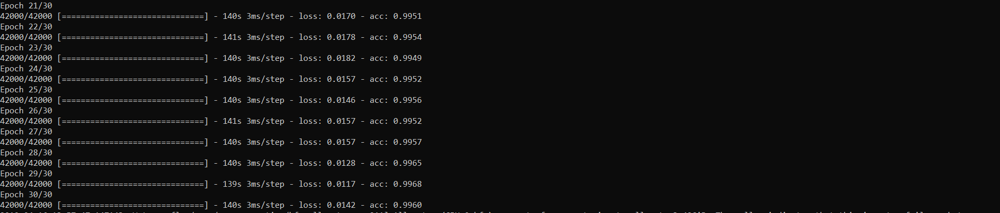 Epoch 21/30
42000/42000 [==============================] - 140s 3ms/step - loss: 0.0170 - acc: 0.9951
Epoch 22/30
42000/42000 [==============================] - 141s 3ms/step - loss: 0.0178 - acc: 0.9954
Epoch 23/30
42000/42000 [==============================] - 140s 3ms/step - loss: 0.0182 - acc: 0.9949
Epoch 24/30
42000/42000 [==============================] - 140s 3ms/step - loss: 0.0157 - acc: 0.9952
Epoch 25/30
42000/42000 [==============================] - 140s 3ms/step - loss: 0.0146 - acc: 0.9956
Epoch 26/30
42000/42000 [==============================] - 141s 3ms/step - loss: 0.0157 - acc: 0.9952
Epoch 27/30
42000/42000 [==============================] - 140s 3ms/step - loss: 0.0157 - acc: 0.9957
Epoch 28/30
42000/42000 [==============================] - 140s 3ms/step - loss: 0.0128 - acc: 0.9965
Epoch 29/30
42000/42000 [==============================] - 139s 3ms/step - loss: 0.0117 - acc: 0.9968
Epoch 30/30
42000/42000 [==============================] - 140s 3ms/step - loss: 0.0142 - acc: 0.9960